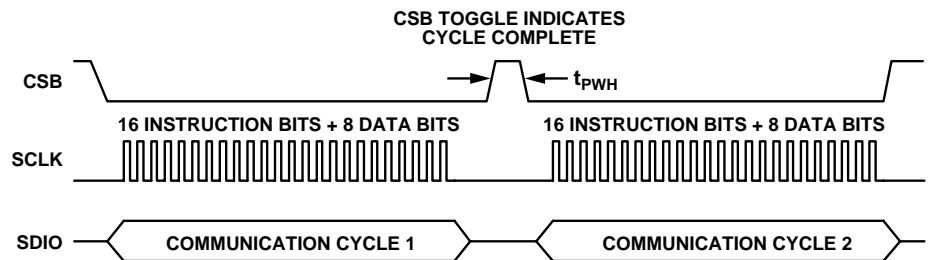 CSB TOGGLE INDICATES
CYCLE COMPLETE
CSB
tPWH
16 INSTRUCTION BITS + 8 DATA BITS
16 INSTRUCTION BITS + 8 DATA BITS
SCLK
SDIO
COMMUNICATION CYCLE 1
COMMUNICATION CYCLE 2